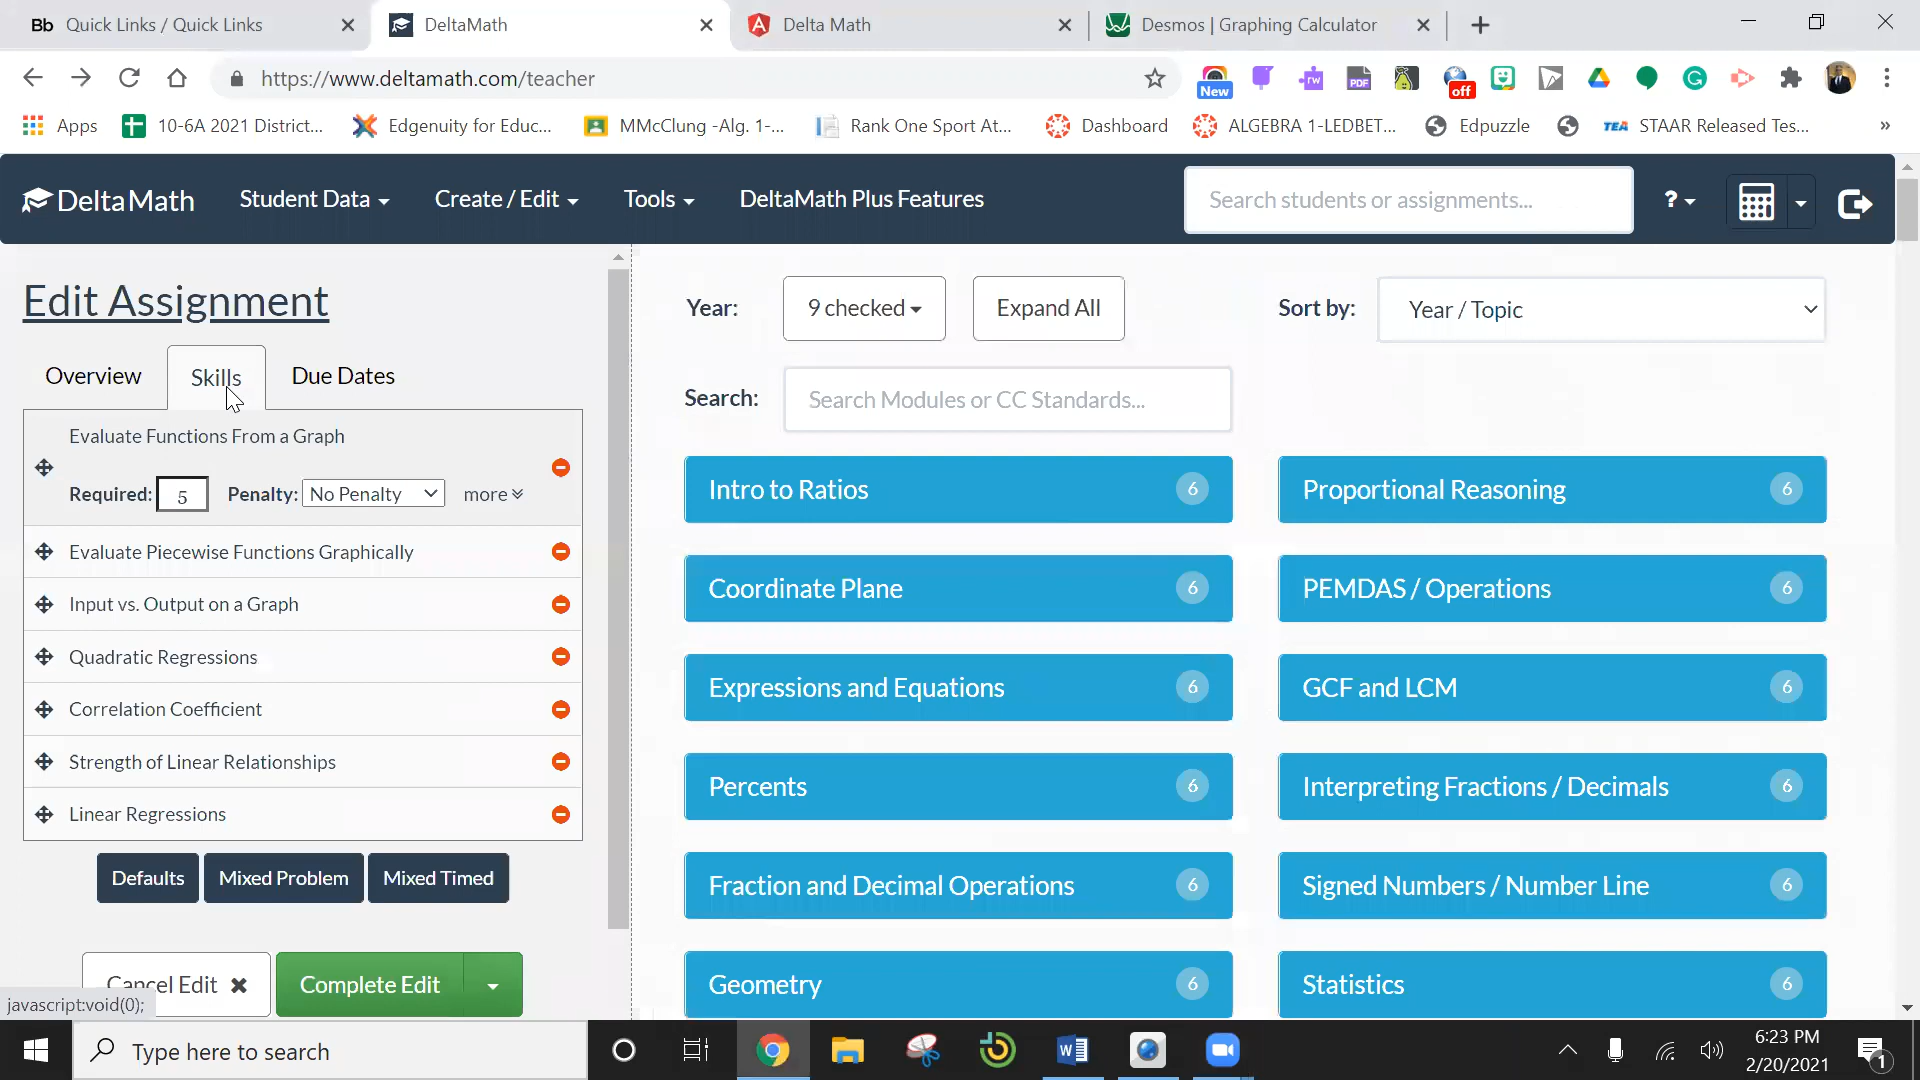 Bb Quick Links / Quick Links
DeltaMath
Delta Math
Desmos | Graphing Calculator
https://www.deltamath.com/teacher
New
rw
PDF
off
Apps
10-6A 2021 District...
Edgenuity for Educ...
MMcClung -Alg. 1-...
Rank One Sport At...
Dashboard
ALGEBRA 1-LEDBET...
Edpuzzle
TEA STAAR Released Tes...
»
DeltaMath
Student Data
Create / Edit
Tools
DeltaMath Plus Features
Search students or assignments...
?
Edit Assignment
Overview
Skills
Due Dates
Evaluate Functions From a Graph
Required: 5 Penalty: No Penalty more
Evaluate Piecewise Functions Graphically
Input vs. Output on a Graph
Quadratic Regressions
Correlation Coefficient
Strength of Linear Relationships
Linear Regressions
Defaults
Mixed Problem
Mixed Timed
Cancel Edit
Complete Edit
javascript:void(0);
Year: 9 checked
Expand All
Sort by: Year / Topic
Search: Search Modules or CC Standards...
Intro to Ratios 6
Proportional Reasoning 6
Coordinate Plane 6
PEMDAS / Operations 6
Expressions and Equations 6
GCF and LCM 6
Percents 6
Interpreting Fractions / Decimals 6
Fraction and Decimal Operations 6
Signed Numbers / Number Line 6
Geometry 6
Statistics 6
Type here to search
6:23 PM
2/20/2021
1